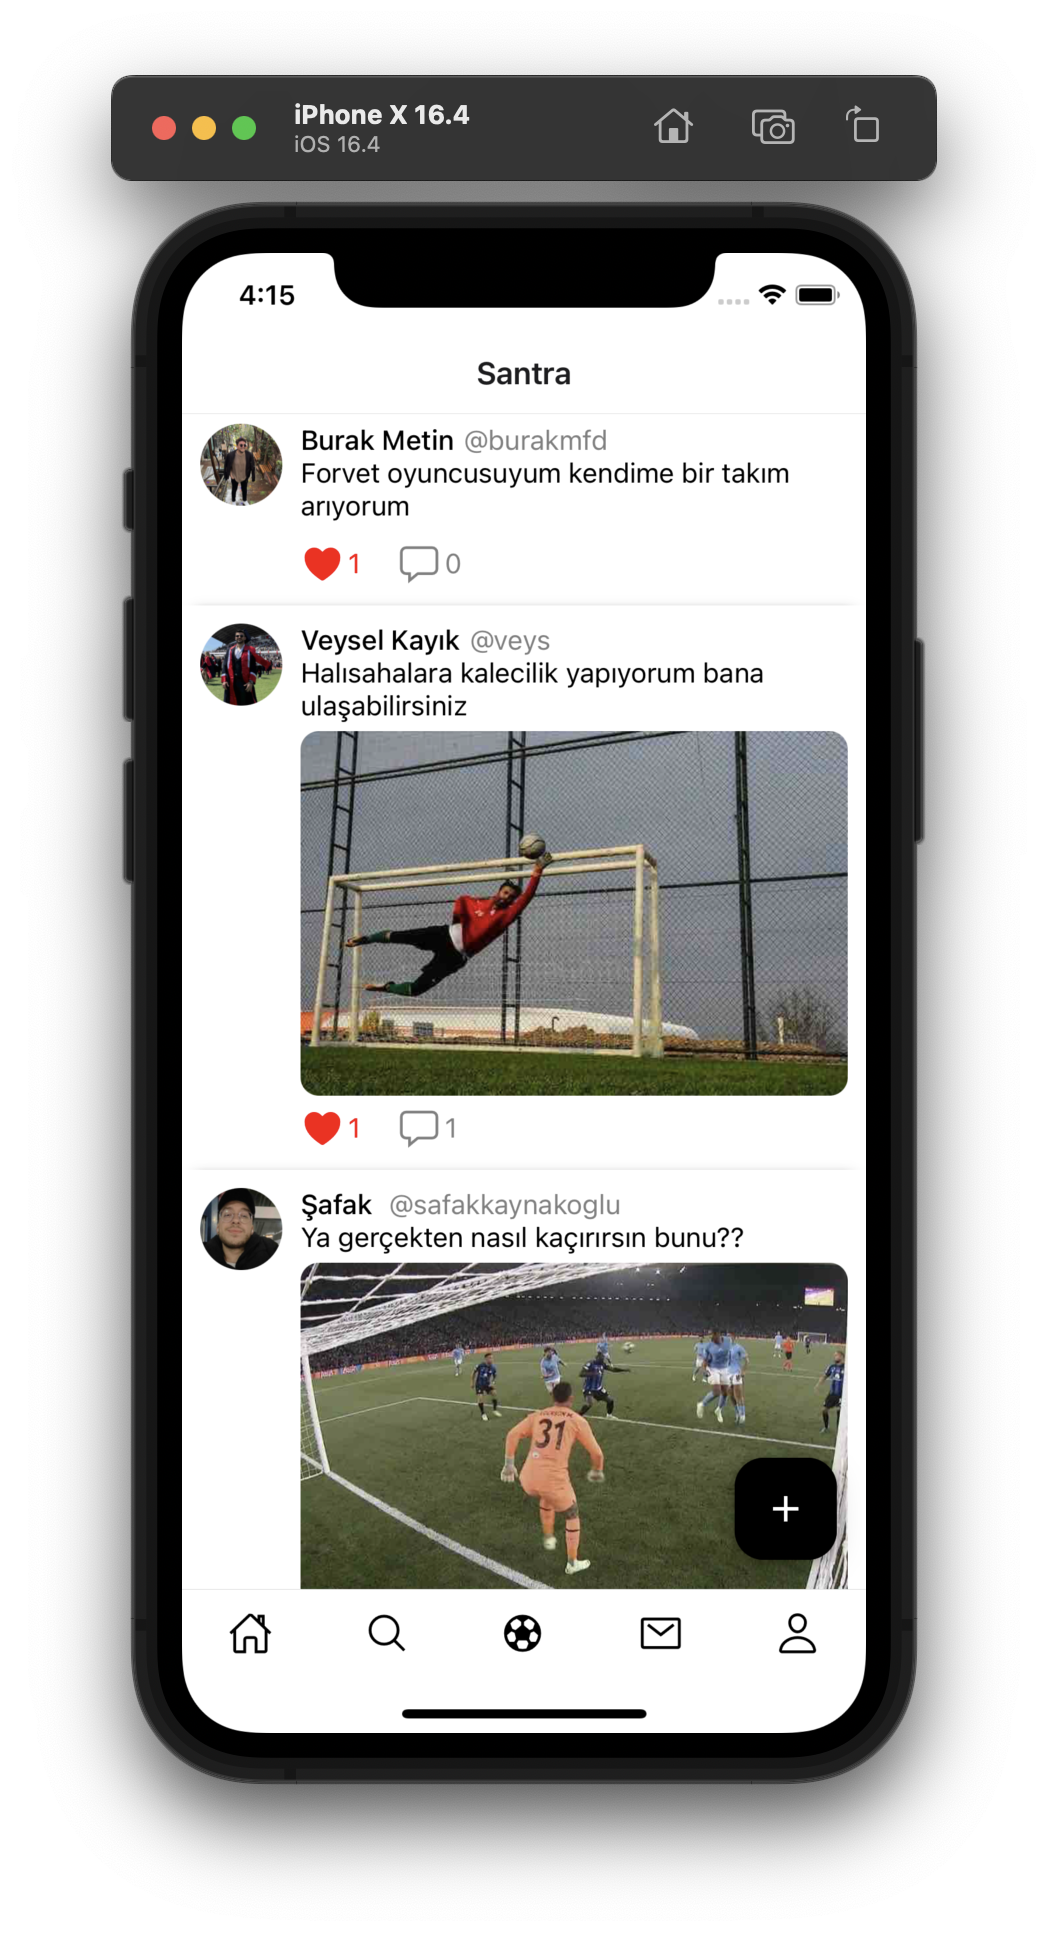 iPhone X 16.4
iOS 16.4
4:15
Santra
Burak Metin @burakmfd
Forvet oyuncusuyum kendime bir takım
arıyorum
1 0
Veysel Kayık @veys
Halısahalara kalecilik yapıyorum bana
ulaşabilirsiniz
1 1
Şafak @safakkaynakoglu
Ya gerçekten nasıl kaçırırsın bunu??
31
+